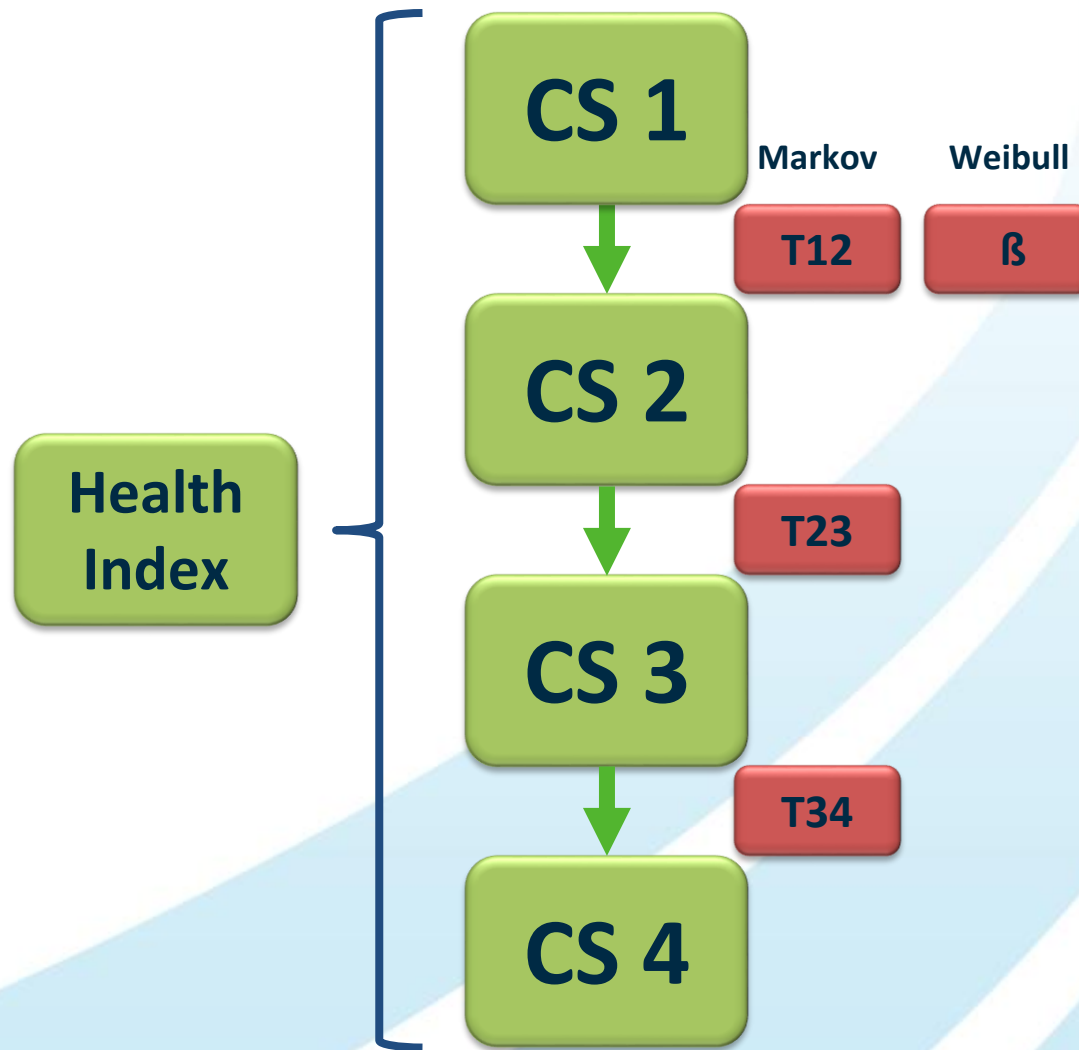 CS 1
Markov
Weibull
T12
ß
CS 2
Health
Index
T23
CS 3
T34
CS 4